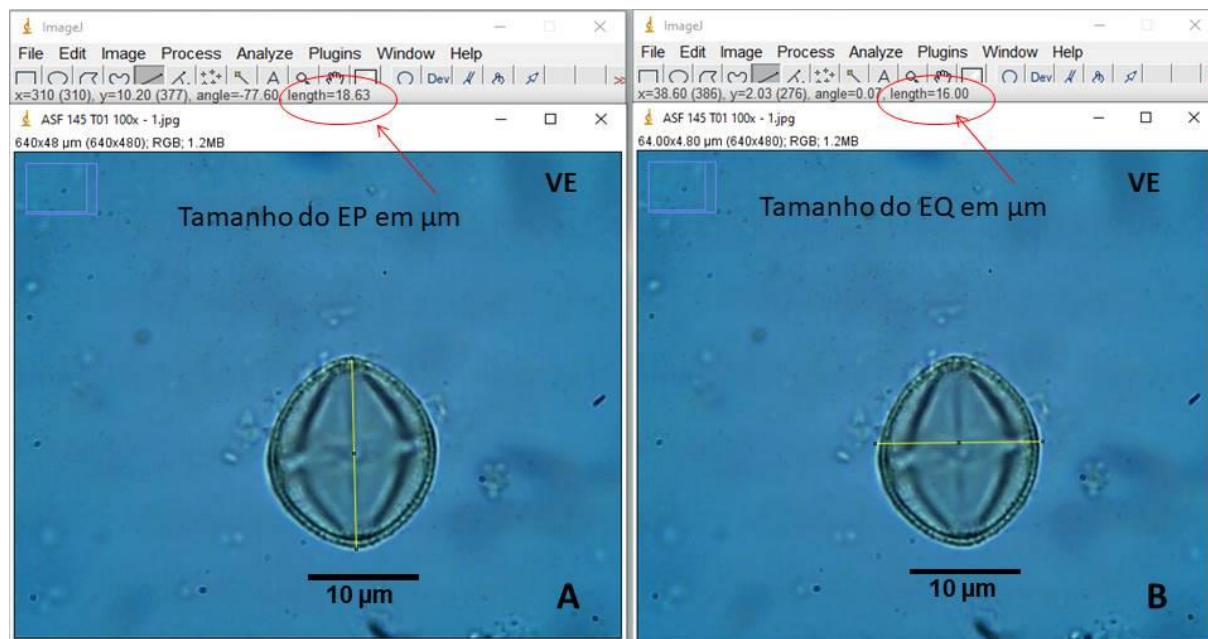 ImageJ
File Edit Image Process Analyze Plugins Window Help
A Dev
x=310 (310), y=10.20 (377), angle=-77.60, length=18.63
ASF 145 T01 100x - 1.jpg
640x48 µm (640x480); RGB; 1.2MB
VE
Tamanho do EP em µm
10 µm
A
ImageJ
File Edit Image Process Analyze Plugins Window Help
A Dev
x=38.60 (386), y=2.03 (276), angle=0.07, length=16.00
ASF 145 T01 100x - 1.jpg
64.00x4.80 µm (640x480); RGB; 1.2MB
VE
Tamanho do EQ em µm
10 µm
B